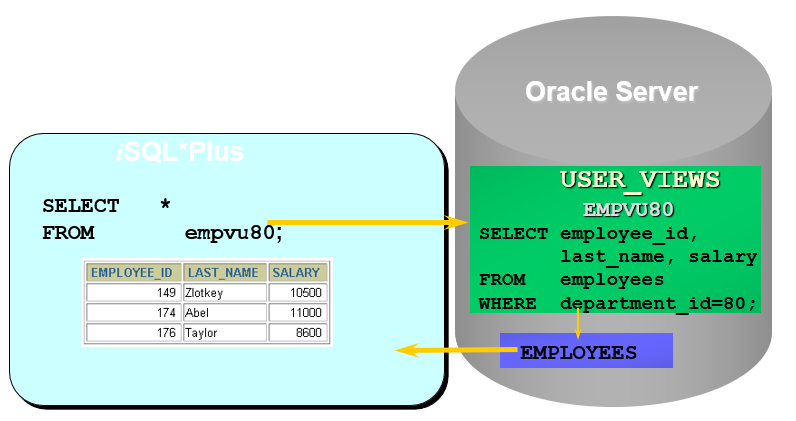 Oracle Server
iSQL*Plus
SELECT *
FROM empvu80;
EMPLOYEE_ID LAST_NAME SALARY
149 Zlotkey 10500
174 Abel 11000
176 Taylor 8600
USER_VIEWS
EMPVU80
SELECT employee_id,
last_name, salary
FROM employees
WHERE department_id=80;
EMPLOYEES